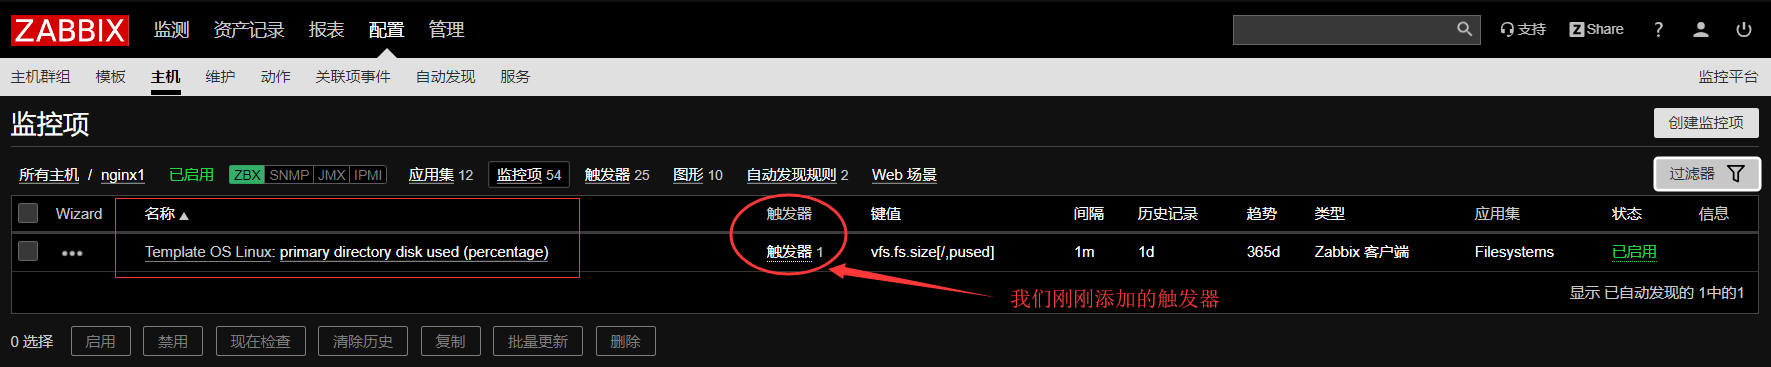 ZABBIX 监测 资产记录 报表 配置 管理 支持 Z Share ?
主机群组 模板 主机 维护 动作 关联项事件 自动发现 服务 监控平台
监控项 创建监控项
所有主机 / nginx1 已启用 ZBX SNMP JMX IPMI 应用集 12 监控项 54 触发器 25 图形 10 自动发现规则 2 Web 场景 过滤器
Wizard 名称 触发器 键值 间隔 历史记录 趋势 类型 应用集 状态 信息
Template OS Linux: primary directory disk used (percentage) 触发器 1 vfs.fs.size[/,pused] 1m 1d 365d Zabbix 客户端 Filesystems 已启用
我们刚刚添加的触发器
显示 已自动发现的 1中的1
0 选择 启用 禁用 现在检查 清除历史 复制 批量更新 删除